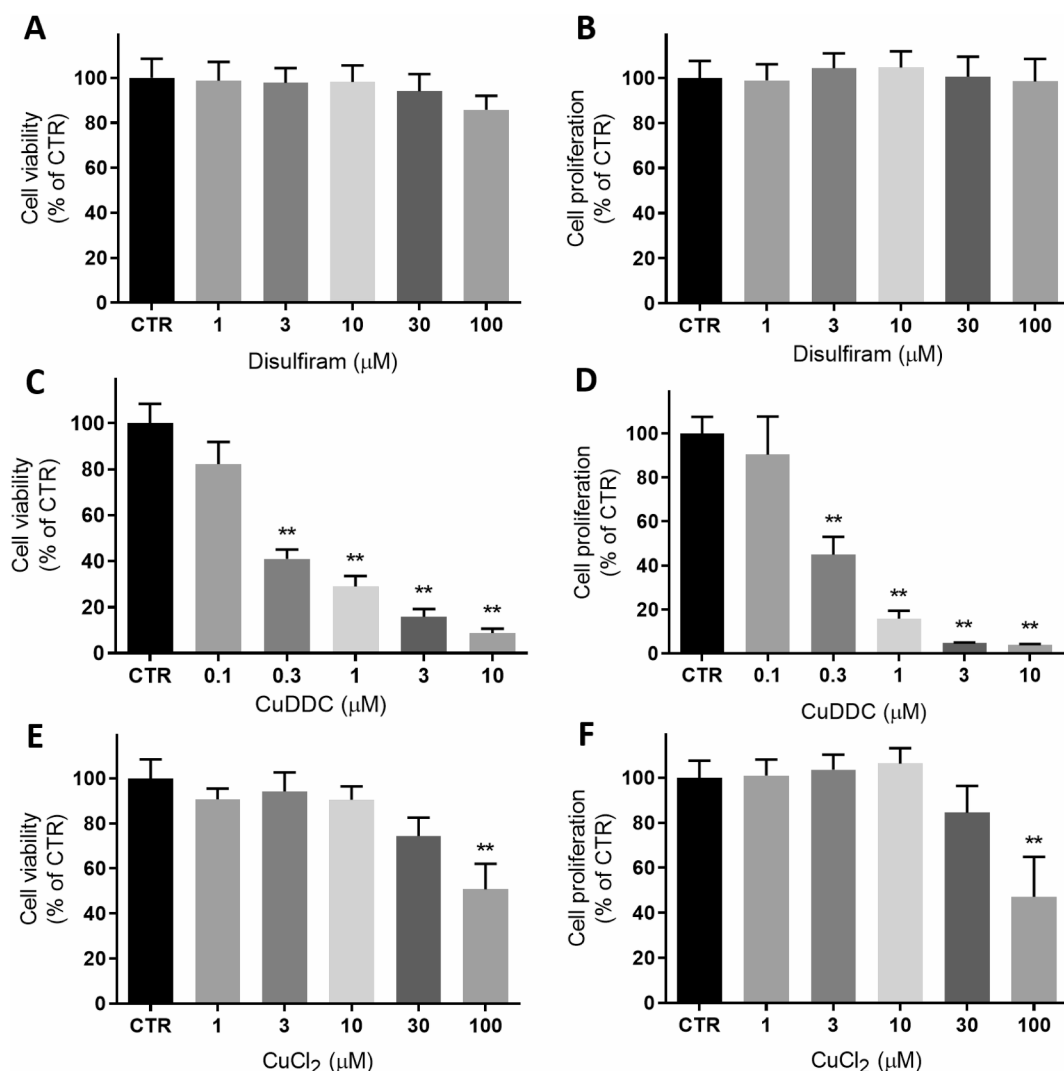 A
Cell viability
(% of CTR)
100
80
60
40
20
0
CTR 1 3 10 30 100
Disulfiram (μM)
B
Cell proliferation
(% of CTR)
100
80
60
40
20
0
CTR 1 3 10 30 100
Disulfiram (μM)
C
Cell viability
(% of CTR)
100
80
60
40
20
0
** ** ** **
CTR 0.1 0.3 1 3 10
CuDDC (μM)
D
Cell proliferation
(% of CTR)
100
80
60
40
20
0
** ** ** **
CTR 0.1 0.3 1 3 10
CuDDC (μM)
E
Cell viability
(% of CTR)
100
80
60
40
20
0
**
CTR 1 3 10 30 100
CuCl₂ (μM)
F
Cell proliferation
(% of CTR)
100
80
60
40
20
0
**
CTR 1 3 10 30 100
CuCl₂ (μM)